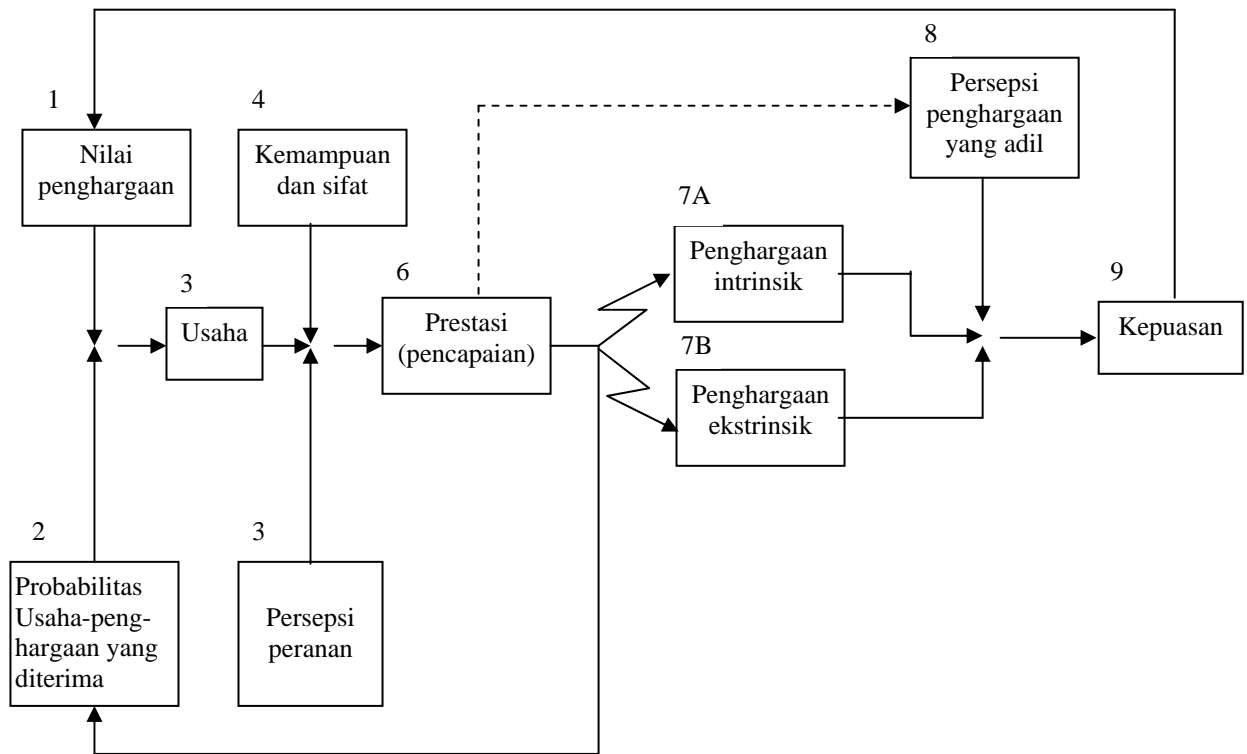 8
Persepsi
penghargaan
yang adil
1
Nilai
penghargaan
4
Kemampuan
dan sifat
7A
Penghargaan
intrinsik
3
Usaha
6
Prestasi
(pencapaian)
9
Kepuasan
7B
Penghargaan
ekstrinsik
2
Probabilitas
Usaha-peng-
hargaan yang
diterima
3
Persepsi
peranan